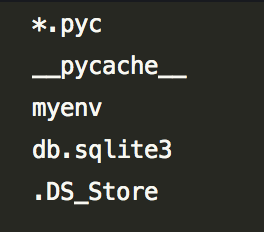 *.pyc
__pycache__
myenv
db.sqlite3
.DS_Store